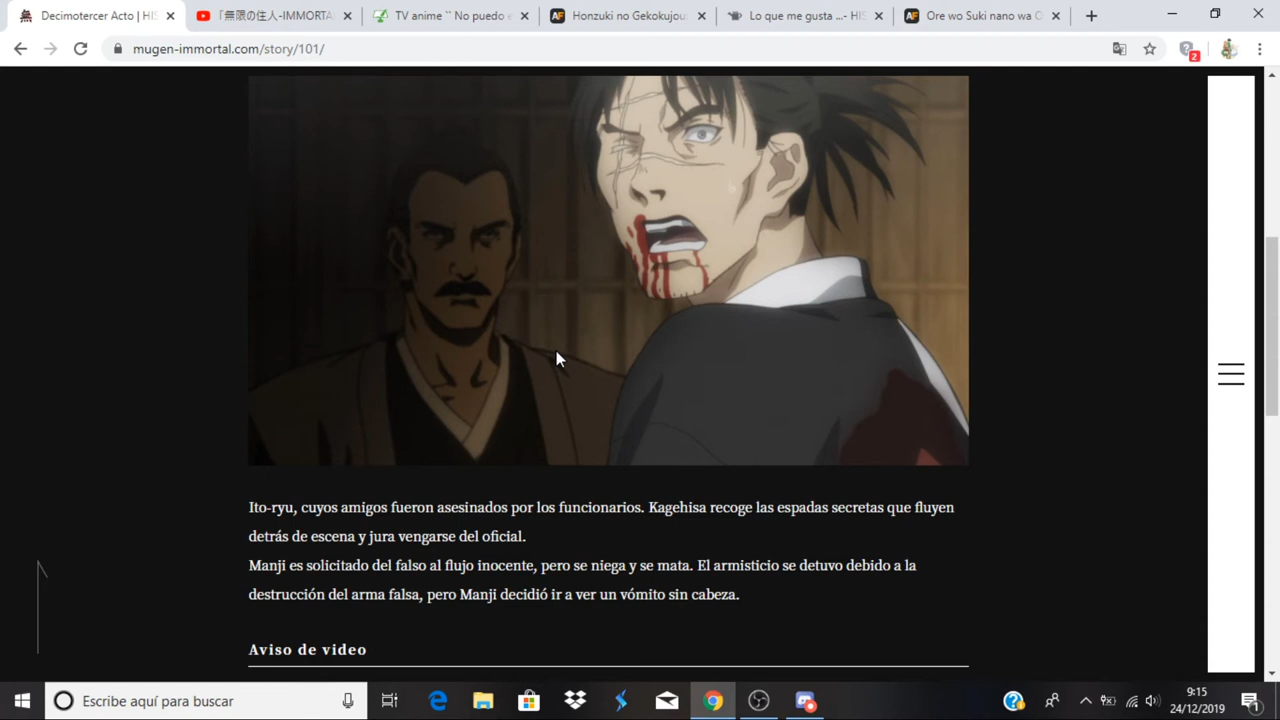 Decimotercer Acto | HIS
「無限の住人-IMMORTA
TV anime `` No puedo e
Honzuki no Gekokujou
Lo que me gusta ...- HIS
Ore wo Suki nano wa O
mugen-immortal.com/story/101/
2
Ito-ryu, cuyos amigos fueron asesinados por los funcionarios. Kagehisa recoge las espadas secretas que fluyen
detrás de escena y jura vengarse del oficial.
Manji es solicitado del falso al flujo inocente, pero se niega y se mata. El armisticio se detuvo debido a la
destrucción del arma falsa, pero Manji decidió ir a ver un vómito sin cabeza.
Aviso de video
Escribe aquí para buscar
9:15
24/12/2019
1